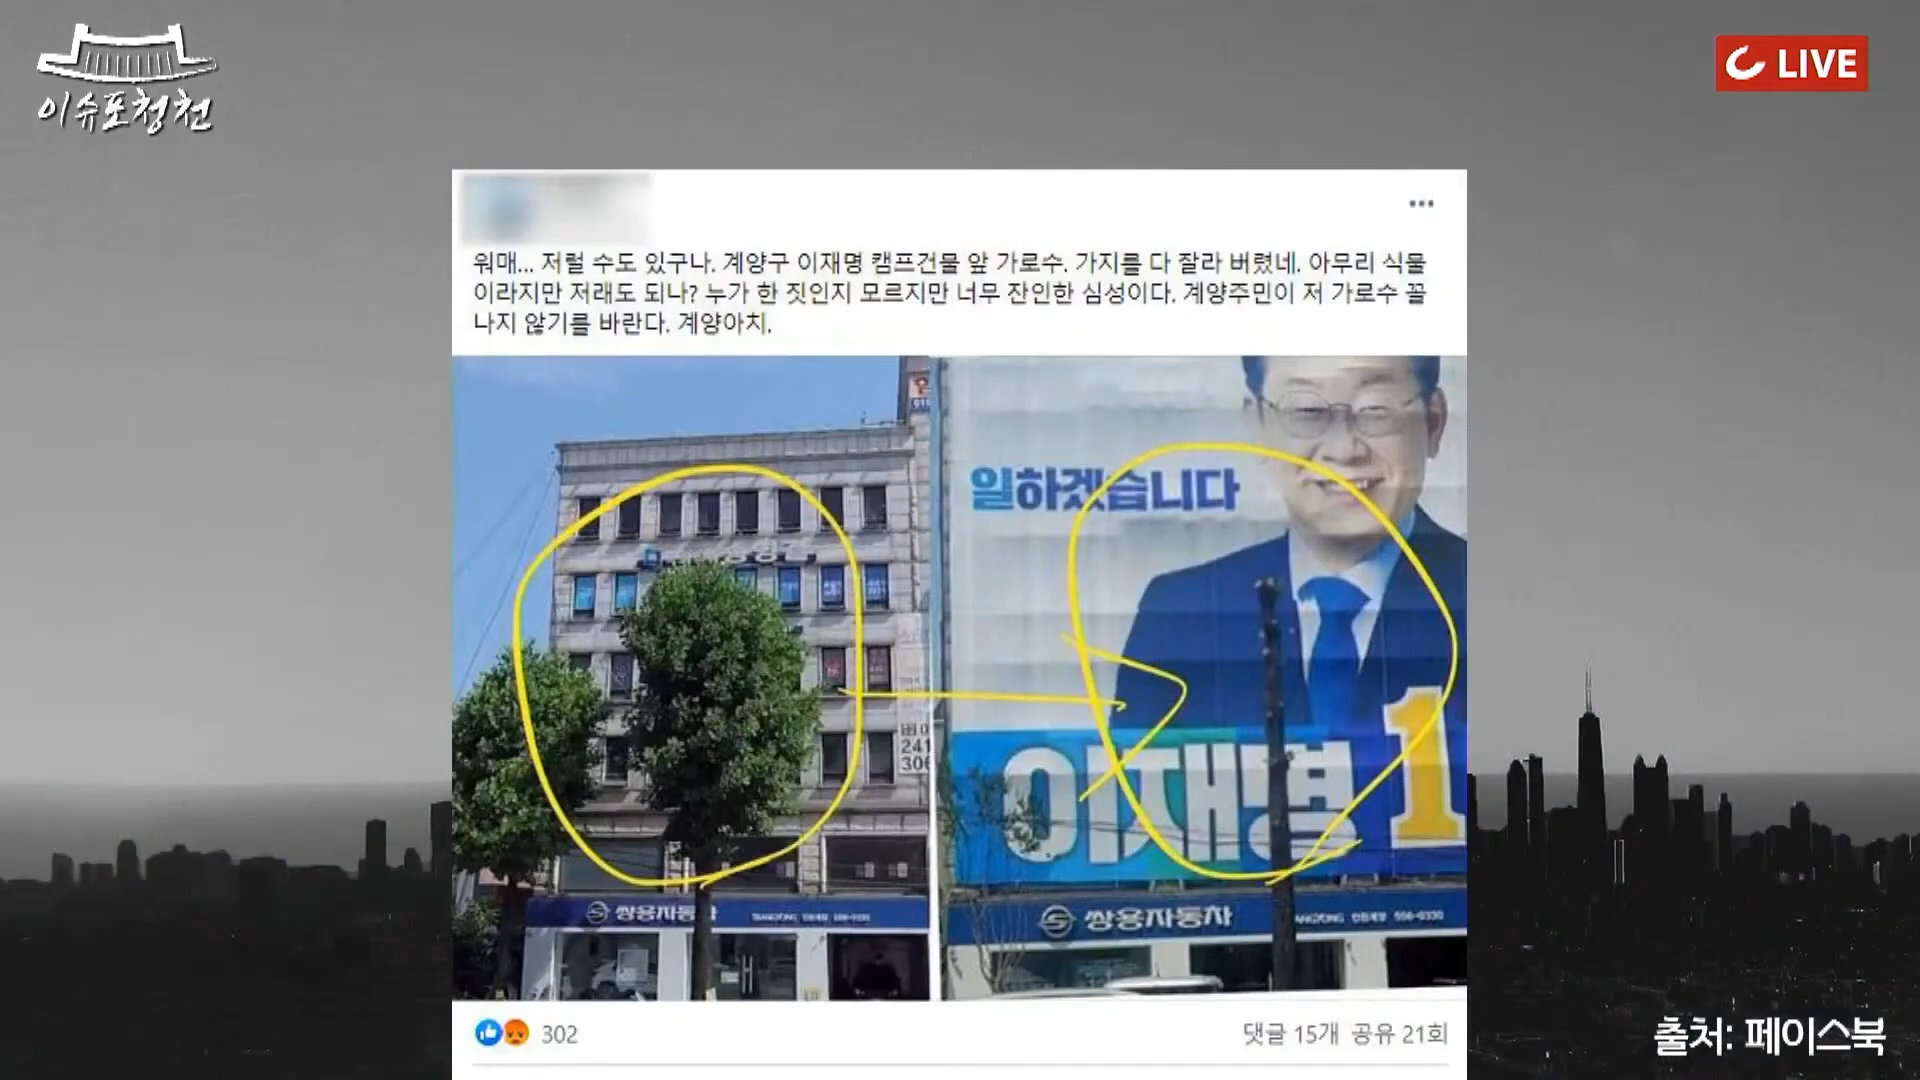 이슈포청천
LIVE
워매... 저럴 수도 있구나. 계양구 이재명 캠프건물 앞 가로수. 가지를 다 잘라 버렸네. 아무리 식물
이라지만 저래도 되나? 누가 한 짓인지 모르지만 너무 잔인한 심성이다. 계양주민이 저 가로수 꼴
나지 않기를 바란다. 계양아치.
일하겠습니다
이재명
1
241
306
쌍용자동차
쌍용자동차 556-0330
302
댓글 15개 공유 21회
출처: 페이스북